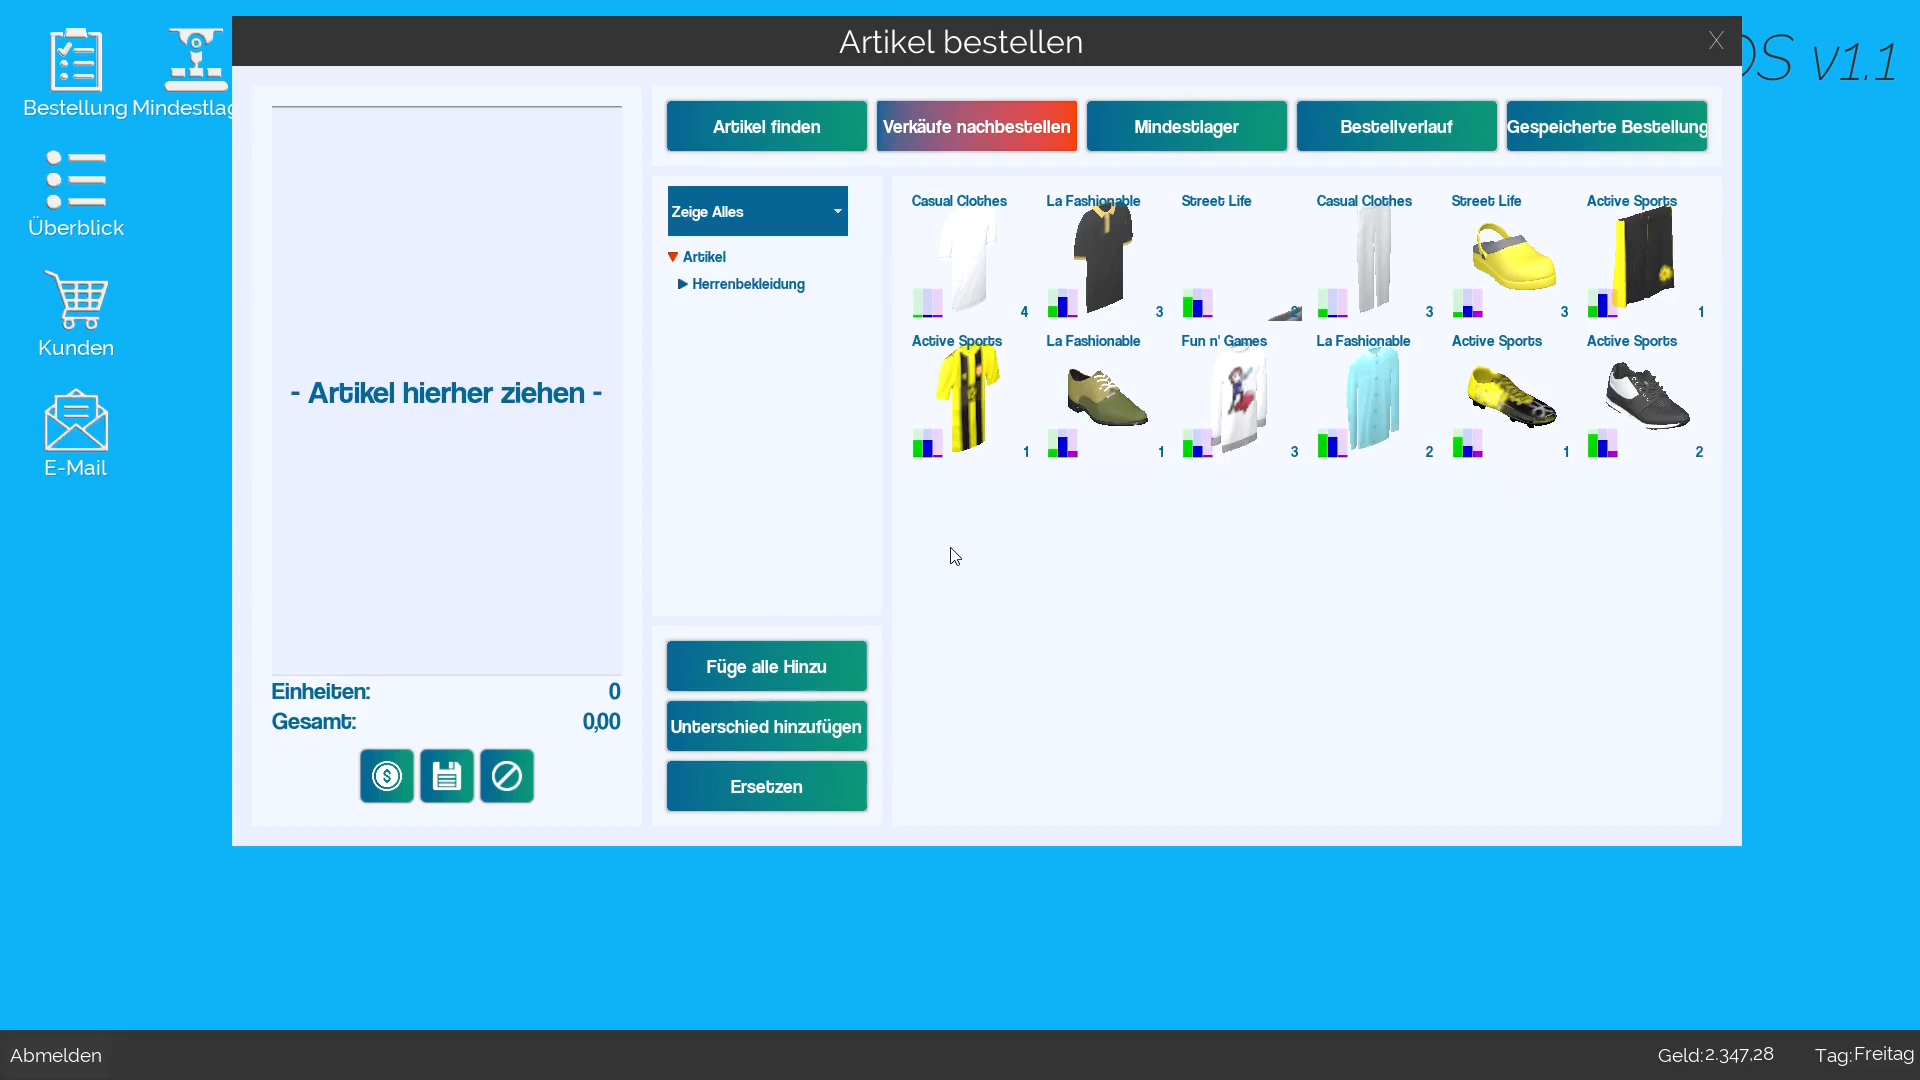 Artikel bestellen
X
OS v1.1
Bestellung
Mindestlag
Überblick
Kunden
E-Mail
- Artikel hierher ziehen -
Einheiten: 0
Gesamt: 0,00
Artikel finden
Verkäufe nachbestellen
Mindestlager
Bestellverlauf
Gespeicherte Bestellung
Zeige Alles
Artikel
Herrenbekleidung
Füge alle Hinzu
Unterschied hinzufügen
Ersetzen
Casual Clothes
4
La Fashionable
3
Street Life
Casual Clothes
3
Street Life
3
Active Sports
1
Active Sports
1
La Fashionable
1
Fun n' Games
3
La Fashionable
2
Active Sports
1
Active Sports
2
Abmelden
Geld: 2.347,28
Tag: Freitag